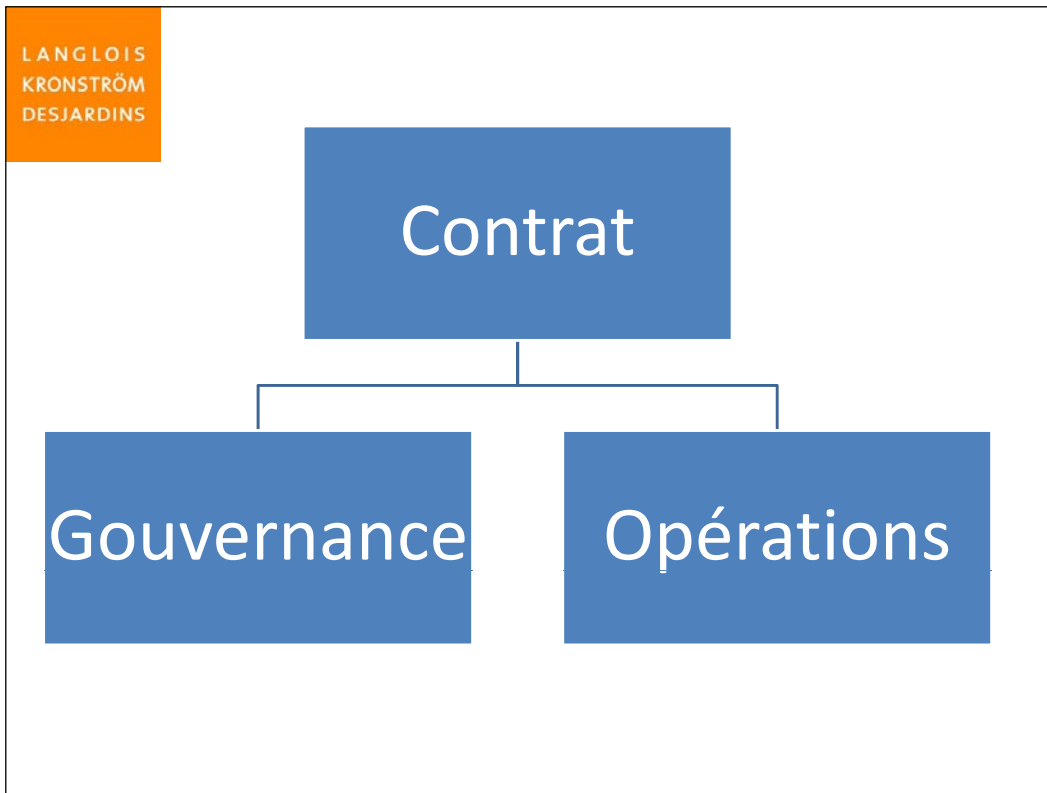 LANGLOIS
KRONSTRÖM
DESJARDINS
Contrat
Gouvernance
Opérations